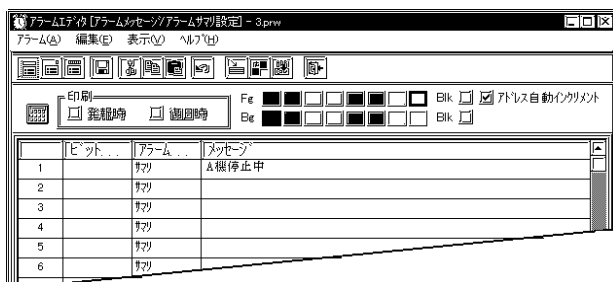 アラームエディタ [アラームメッセージ/アラームサマリ設定] - 3.prw
アラーム(A) 編集(E) 表示(V) ヘルプ(H)
印刷
発報時 復旧時
Fg Blk アドレス自動インクリメント
Bg Blk
ビット... アラーム... メッセージ
1 サマリ A機停止中
2 サマリ
3 サマリ
4 サマリ
5 サマリ
6 サマリ